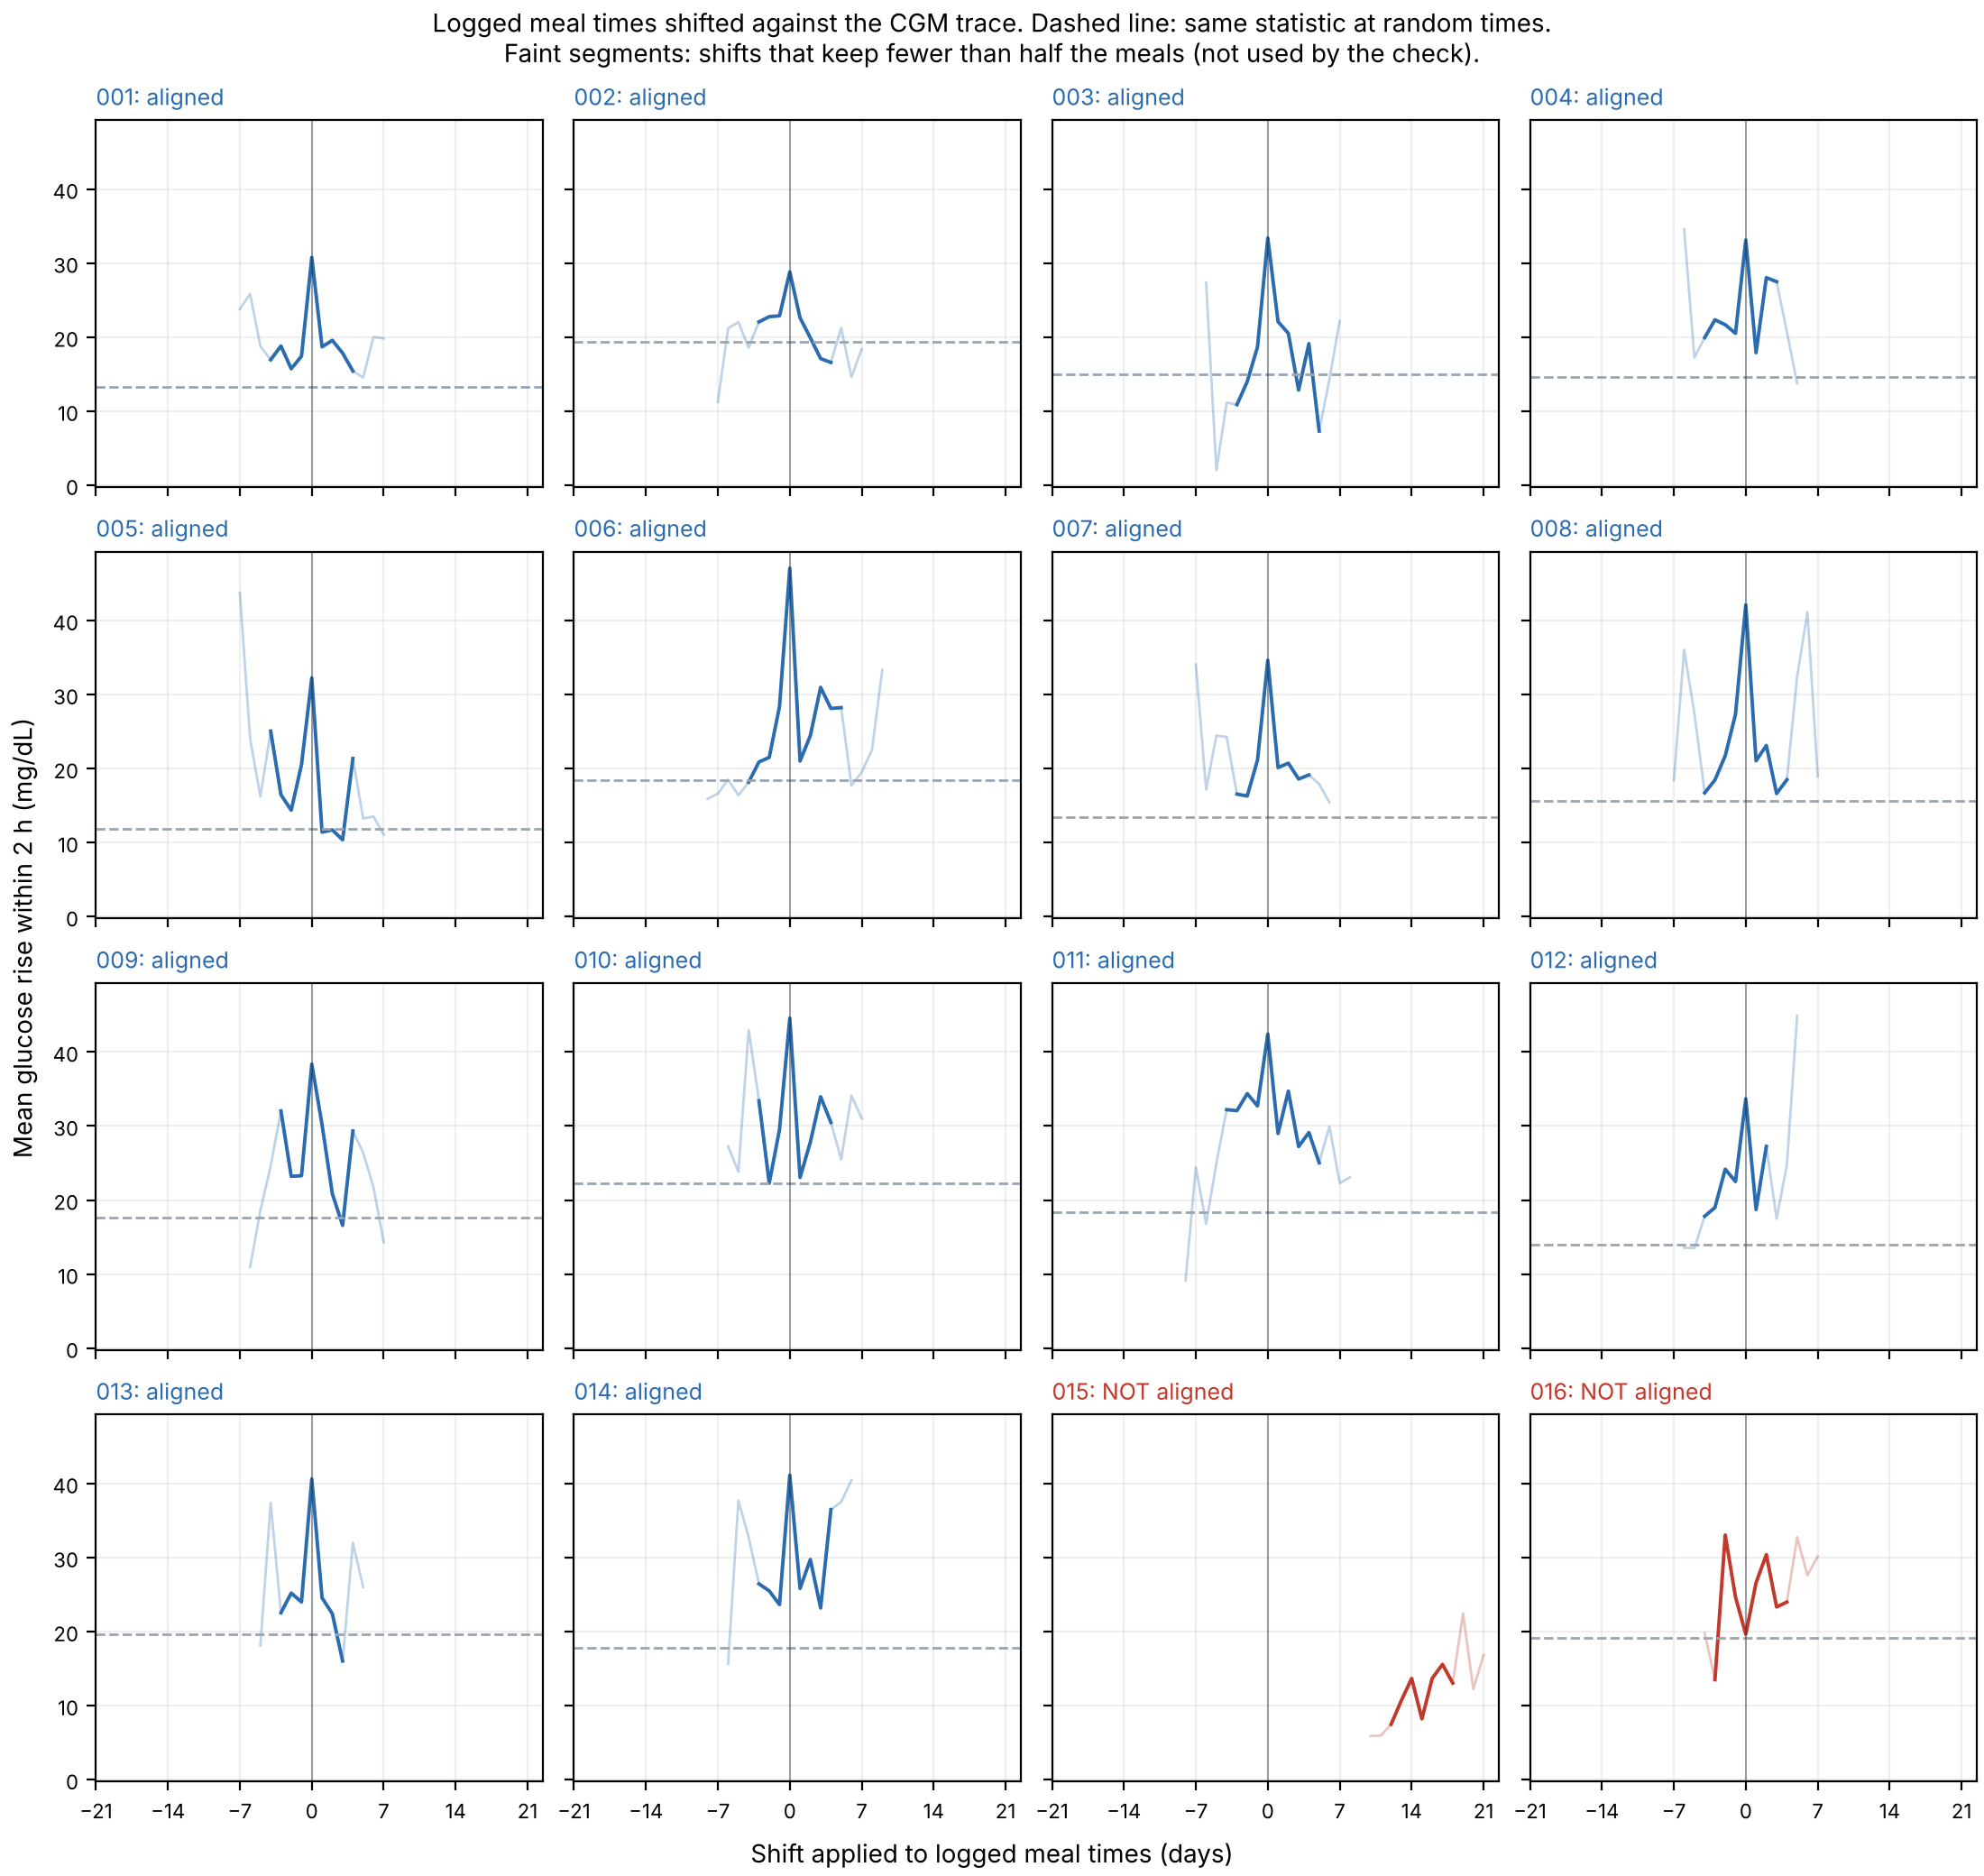 Logged meal times shifted against the CGM trace. Dashed line: same statistic at random times.
Faint segments: shifts that keep fewer than half the meals (not used by the check).
001: aligned
002: aligned
003: aligned
004: aligned
40
30
20
10
0
005: aligned
006: aligned
007: aligned
008: aligned
40
30
20
10
0
Mean glucose rise within 2 h (mg/dL)
009: aligned
010: aligned
011: aligned
012: aligned
40
30
20
10
0
013: aligned
014: aligned
015: NOT aligned
016: NOT aligned
40
30
20
10
0
−21 −14 −7 0 7 14 21 −21 −14 −7 0 7 14 21 −21 −14 −7 0 7 14 21 −21 −14 −7 0 7 14 21
Shift applied to logged meal times (days)